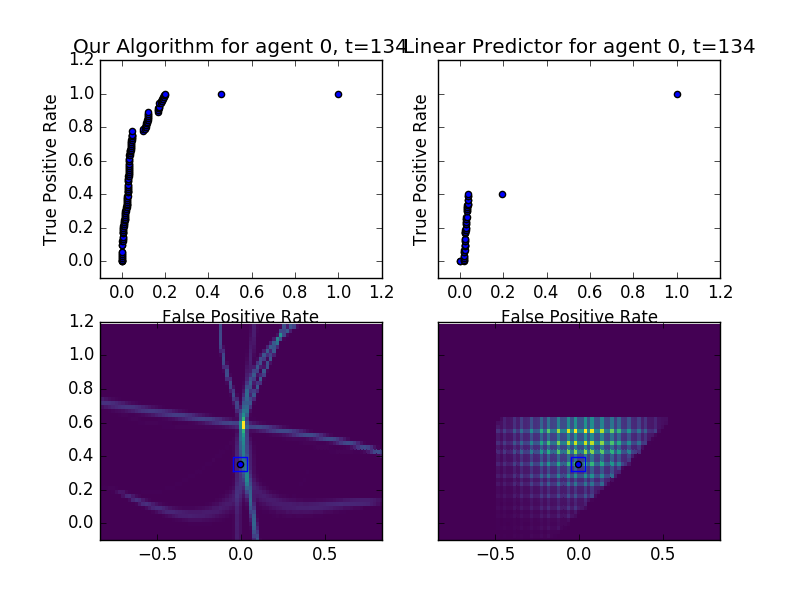 Our Algorithm for agent 0, t=134
Linear Predictor for agent 0, t=134
1.2
1.0
0.8
0.6
0.4
0.2
0.0
True Positive Rate
0.0 0.2 0.4 0.6 0.8 1.0 1.2
False Positive Rate
True Positive Rate
0.0 0.2 0.4 0.6 0.8 1.0 1.2
False Positive Rate
1.2
1.0
0.8
0.6
0.4
0.2
0.0
−0.5 0.0 0.5
−0.5 0.0 0.5